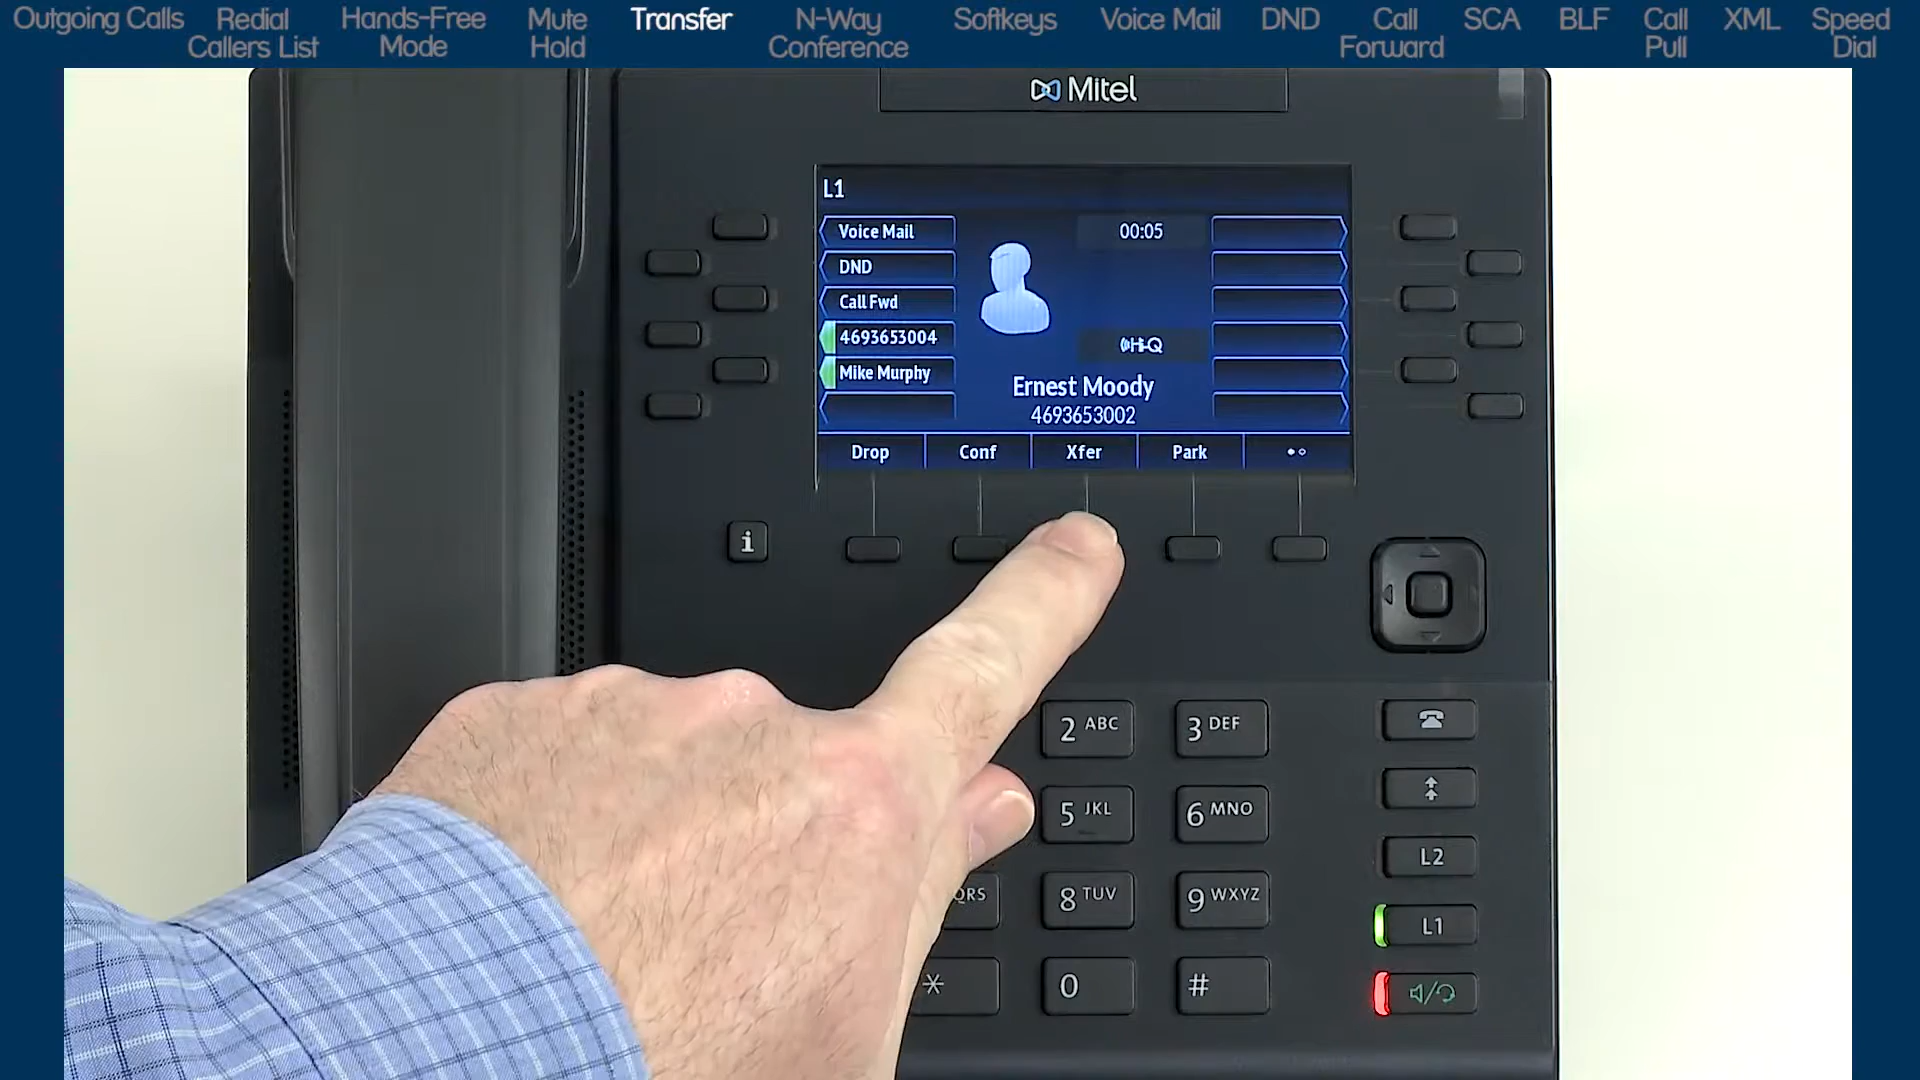 Outgoing Calls
Redial
Callers List
Hands-Free
Mode
Mute
Hold
Transfer
N-Way
Conference
Softkeys
Voice Mail
DND
Call
Forward
SCA
BLF
Call
Pull
XML
Speed
Dial
Mitel
L1
Voice Mail
00:05
DND
Call Fwd
4693653004
Hi-Q
Mike Murphy
Ernest Moody
4693653002
Drop
Conf
Xfer
Park
i
2 ABC
3 DEF
5 JKL
6 MNO
L2
QRS
8 TUV
9 WXYZ
L1
*
0
#